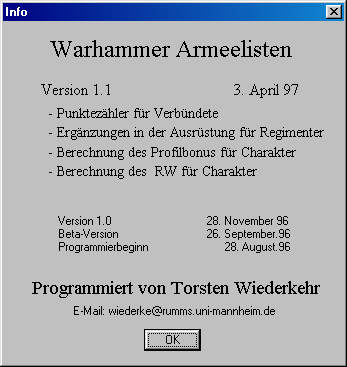 Info
Warhammer Armeelisten
Version 1.1 3. April 97
- Punktezähler für Verbündete
- Ergänzungen in der Ausrüstung für Regimenter
- Berechnung des Profilbonus für Charakter
- Berechnung des RW für Charakter
Version 1.0 28. November 96
Beta-Version 26. September.96
Programmierbeginn 28. August.96
Programmiert von Torsten Wiederkehr
E-Mail: wiederke@rumms.uni-mannheim.de
OK